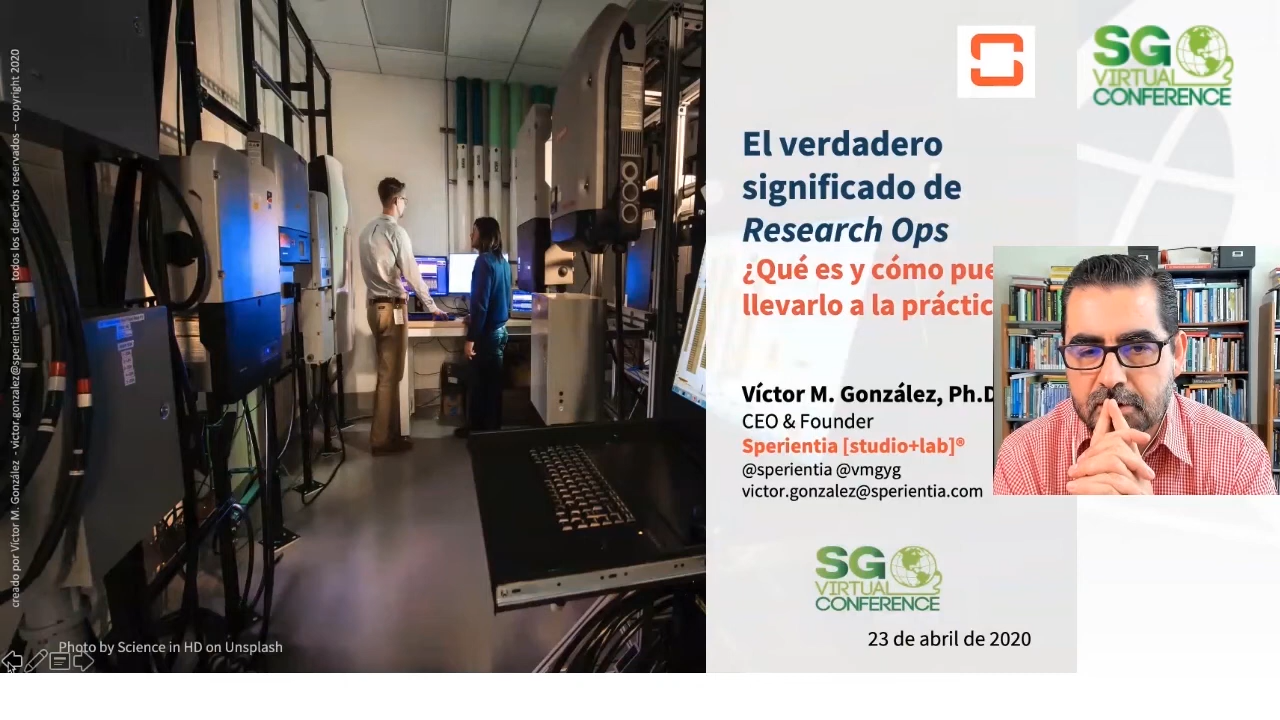 creado por Víctor M. González - victor.gonzalez@sperientia.com - todos los derechos reservados – copyright 2020
Photo by Science in HD on Unsplash
SG
VIRTUAL
CONFERENCE
El verdadero
significado de
Research Ops
¿Qué es y cómo pue
llevarlo a la práctic
Víctor M. González, Ph.D
CEO & Founder
Sperientia [studio+lab]®
@sperientia @vmgyg
victor.gonzalez@sperientia.com
SG
VIRTUAL
CONFERENCE
23 de abril de 2020